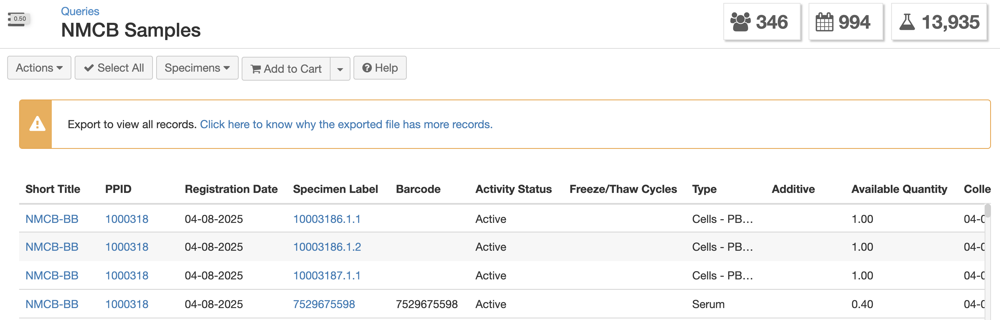 0.50
Queries
NMCB Samples
346 994 13,935
Actions Select All Specimens Add to Cart Help
Export to view all records. Click here to know why the exported file has more records.
Short Title PPID Registration Date Specimen Label Barcode Activity Status Freeze/Thaw Cycles Type Additive Available Quantity Colle
NMCB-BB 1000318 04-08-2025 10003186.1.1 Active Cells - PB... 1.00 04-0
NMCB-BB 1000318 04-08-2025 10003186.1.2 Active Cells - PB... 1.00 04-0
NMCB-BB 1000318 04-08-2025 10003187.1.1 Active Cells - PB... 1.00 04-0
NMCB-BB 1000318 04-08-2025 7529675598 7529675598 Active Serum 0.40 04-0